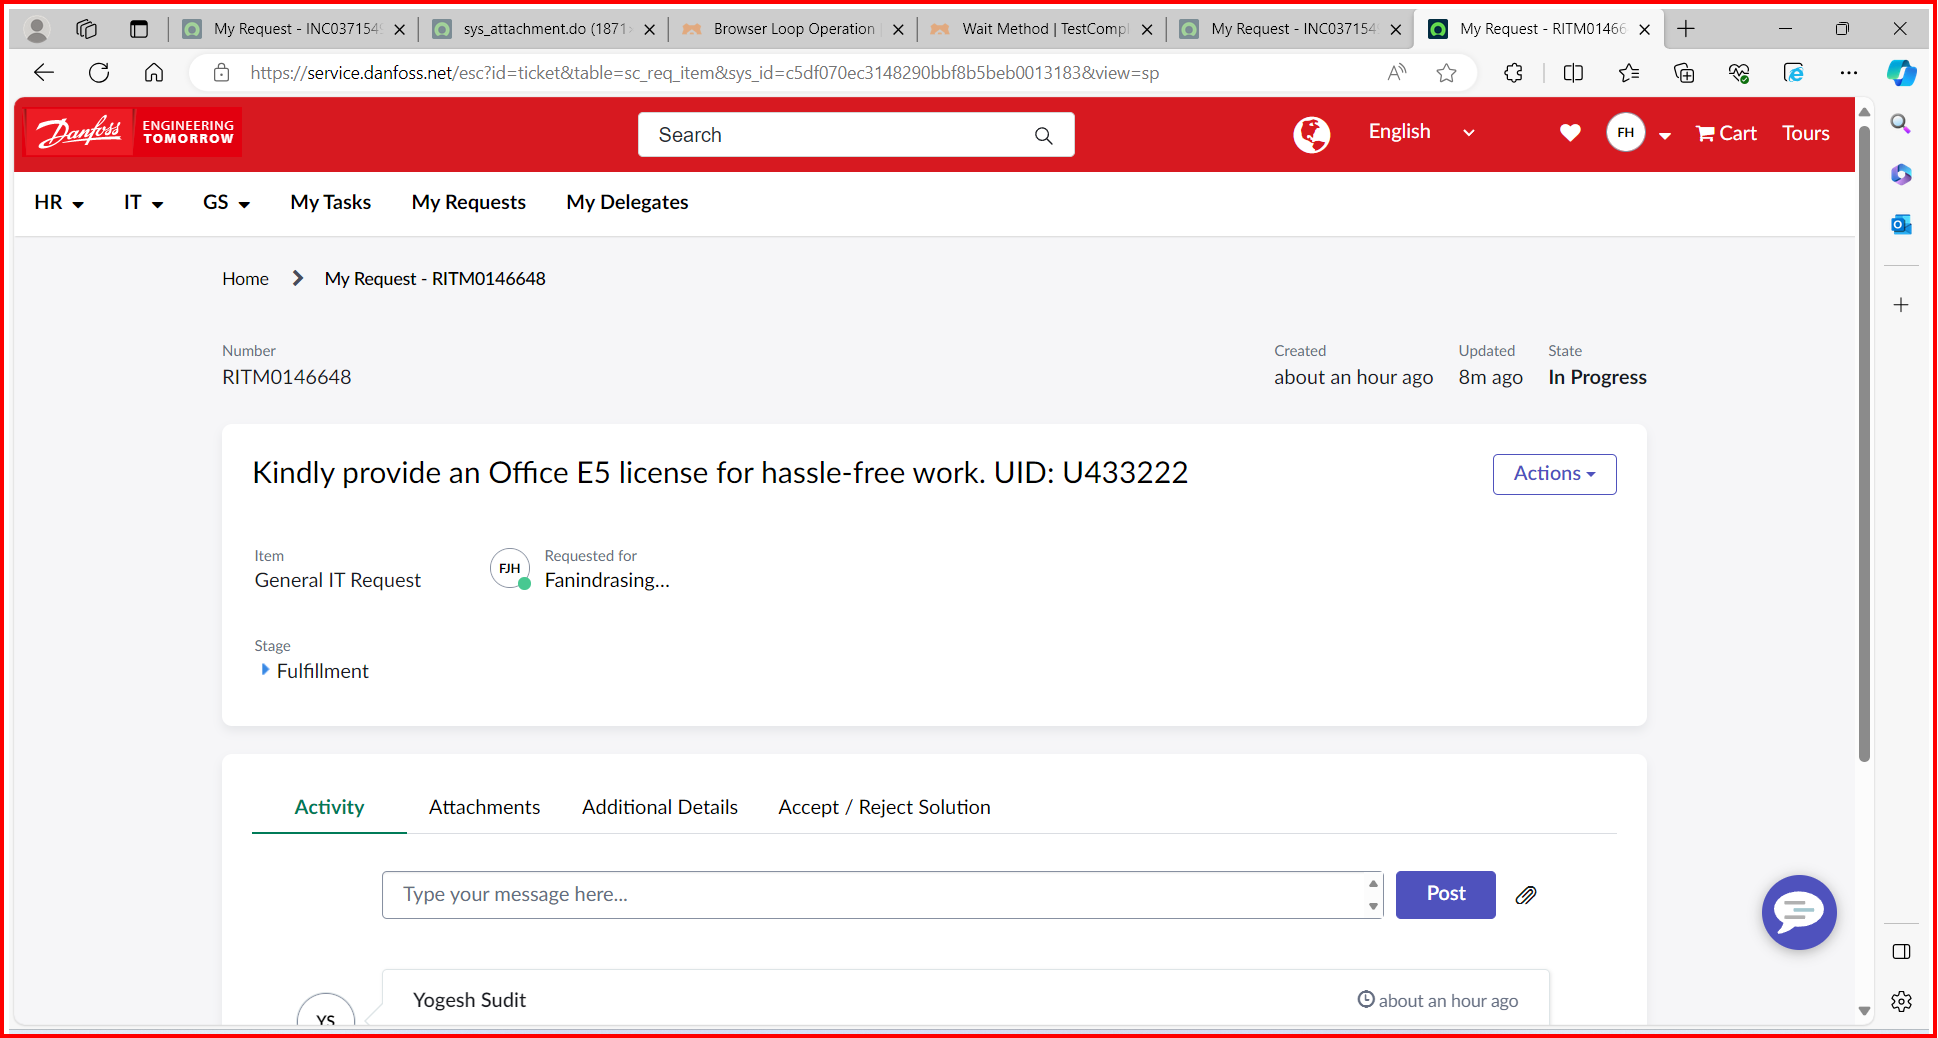 My Request - INC037154
sys_attachment.do (1871
Browser Loop Operation
Wait Method | TestCompl
My Request - INC037154
My Request - RITM01466
https://service.danfoss.net/esc?id=ticket&table=sc_req_item&sys_id=c5df070ec3148290bbf8b5beb0013183&view=sp
Danfoss
ENGINEERING
TOMORROW
Search
English
FH
Cart
Tours
HR
IT
GS
My Tasks
My Requests
My Delegates
Home
My Request - RITM0146648
Number
RITM0146648
Created
about an hour ago
Updated
8m ago
State
In Progress
Kindly provide an Office E5 license for hassle-free work. UID: U433222
Actions
Item
General IT Request
FJH
Requested for
Fanindrasing...
Stage
Fulfillment
Activity
Attachments
Additional Details
Accept / Reject Solution
Type your message here...
Post
YS
Yogesh Sudit
about an hour ago